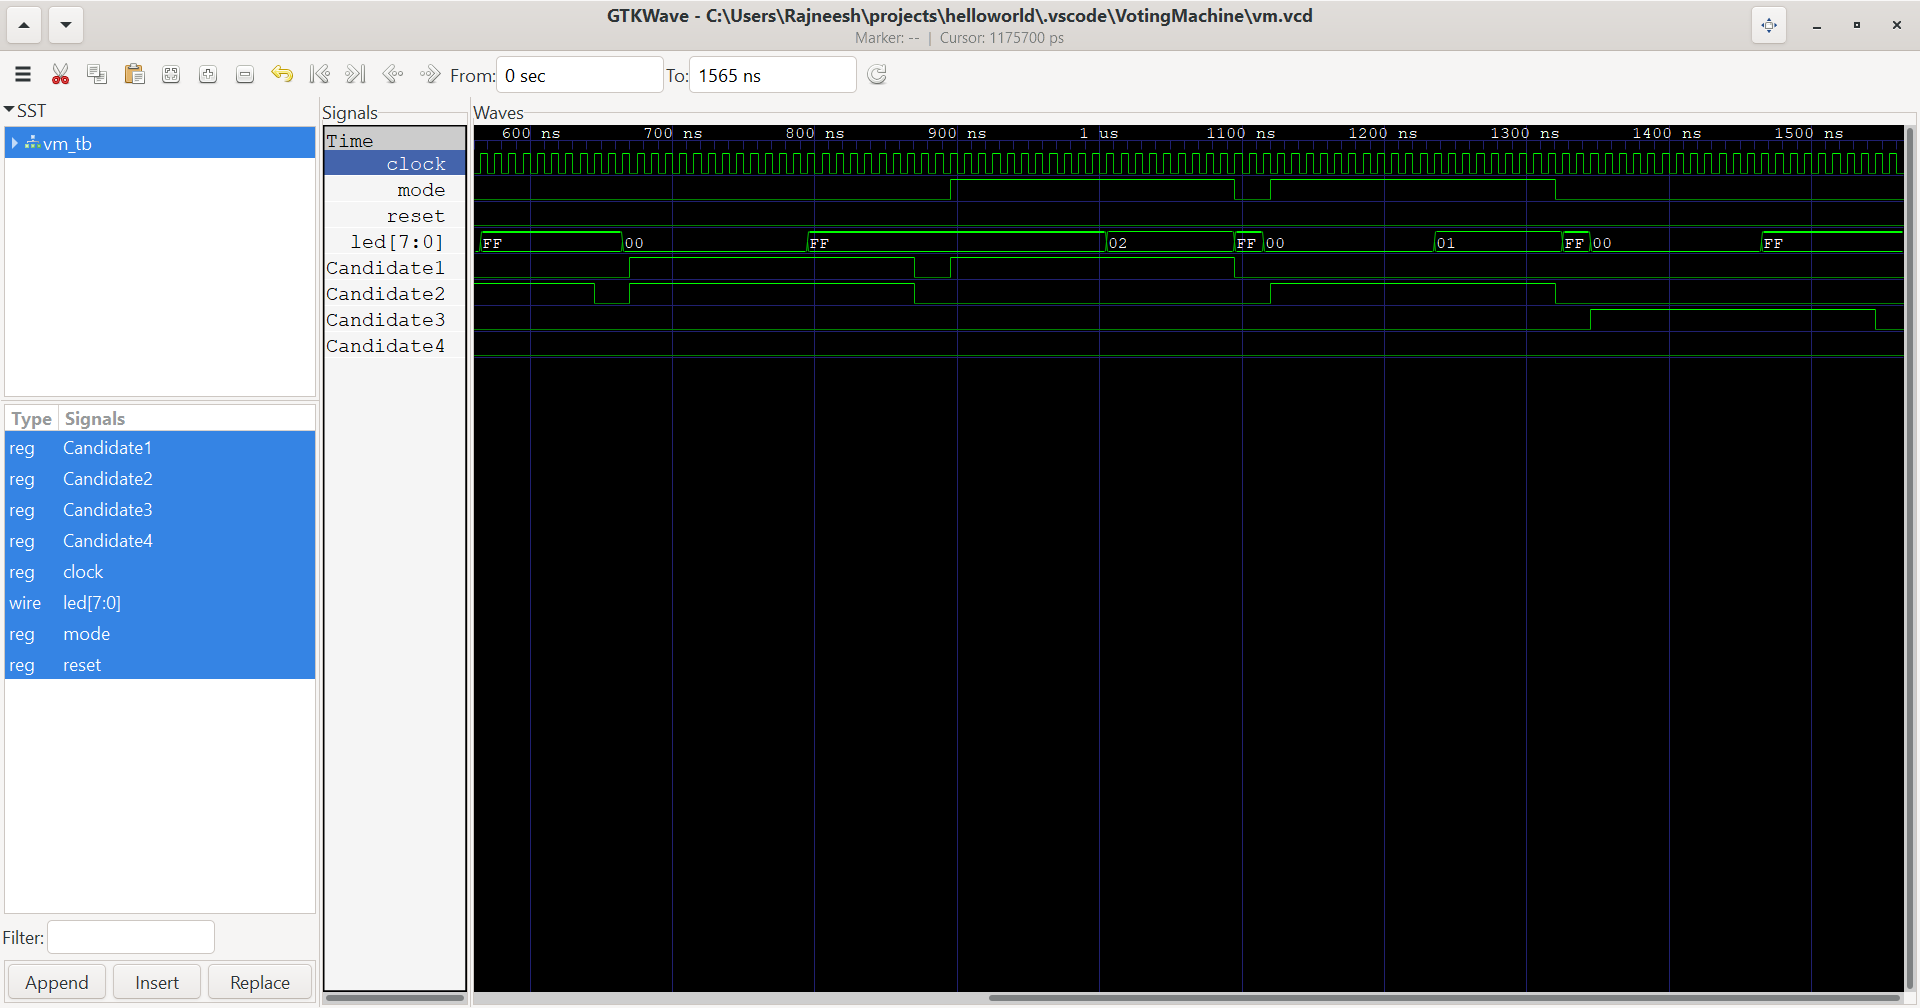 GTKWave - C:\Users\Rajneesh\projects\helloworld\.vscode\VotingMachine\vm.vcd
Marker: -- | Cursor: 1175700 ps
From: 0 sec To: 1565 ns
SST
vm_tb
Type Signals
reg Candidate1
reg Candidate2
reg Candidate3
reg Candidate4
reg clock
wire led[7:0]
reg mode
reg reset
Filter:
Append Insert Replace
Signals
Time
clock
mode
reset
led[7:0]
Candidate1
Candidate2
Candidate3
Candidate4
Waves
600 ns 700 ns 800 ns 900 ns 1 us 1100 ns 1200 ns 1300 ns 1400 ns 1500 ns
FF 00 FF 02 FF 00 01 FF 00 FF